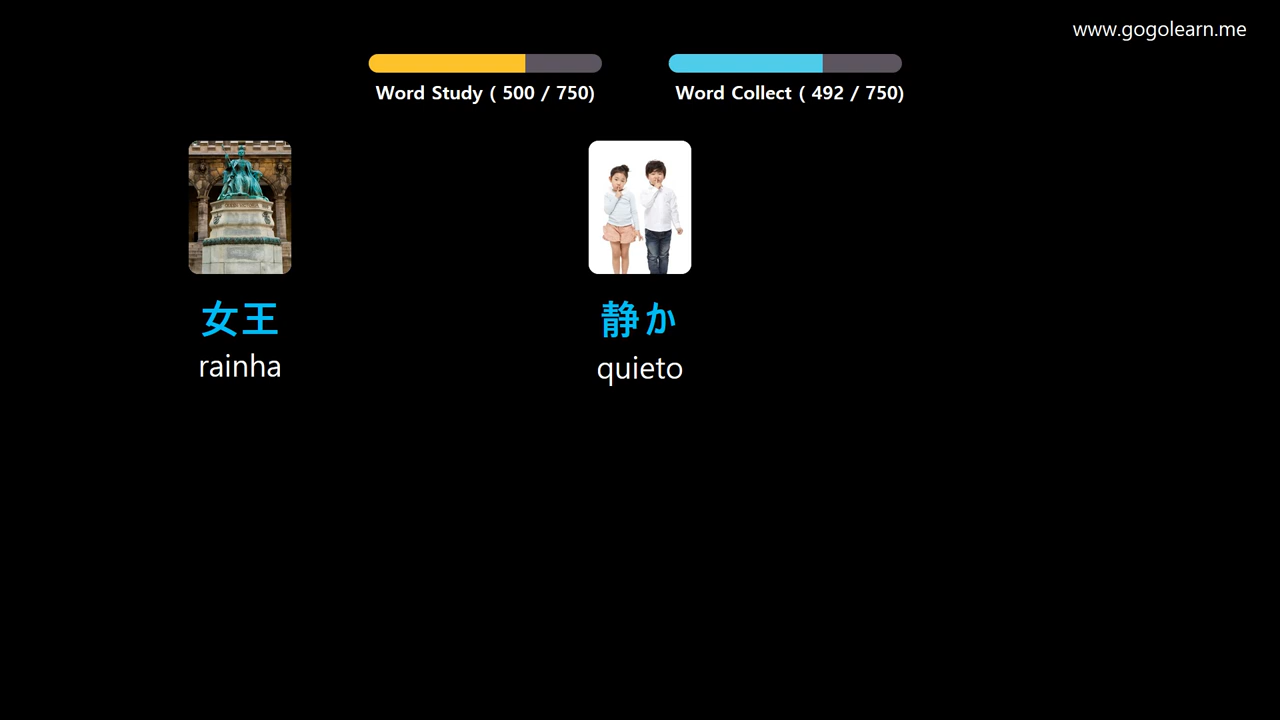 www.gogolearn.me
Word Study ( 500 / 750)
Word Collect ( 492 / 750)
女王
rainha
静か
quieto